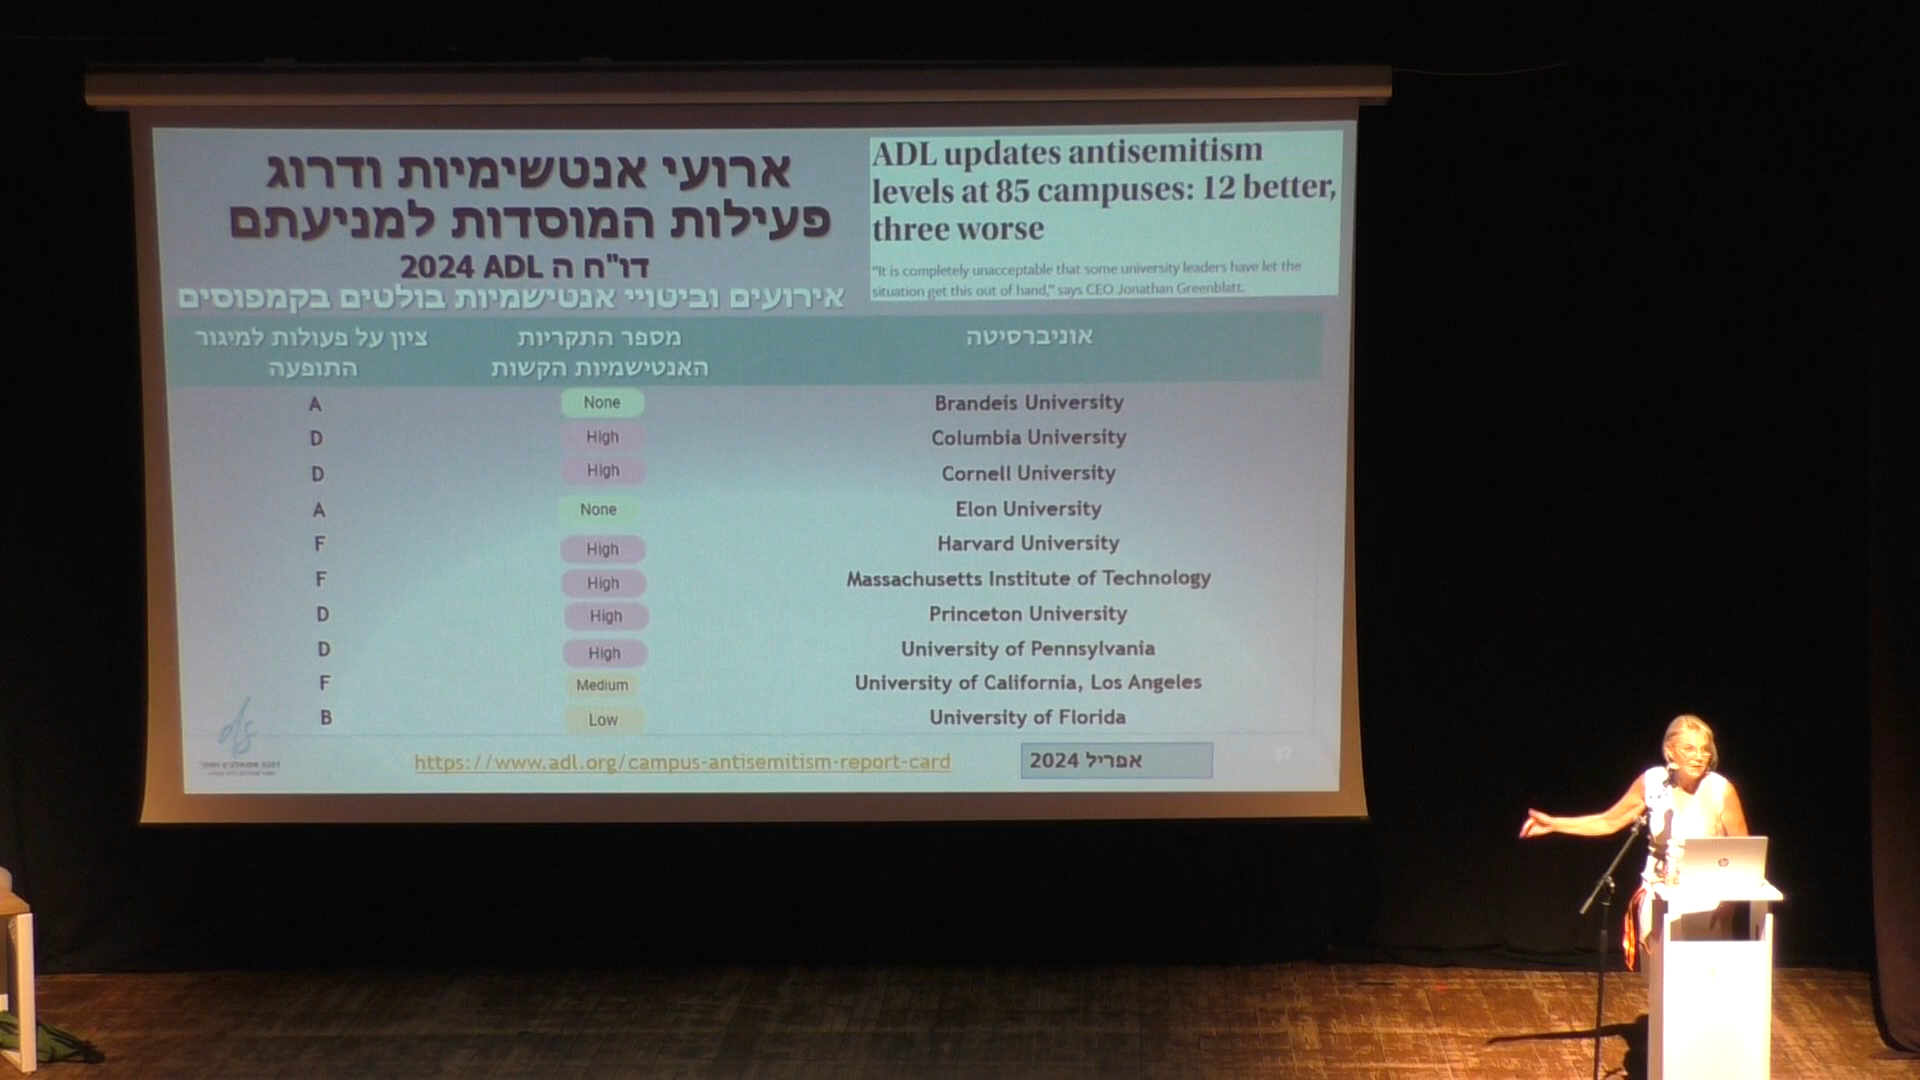 ארועי אנטשימיות ודרוג
פעילות המוסדות למניעתם
דו"ח ה ADL 2024
אירועים וביטויי אנטישמיות בולטים בקמפוסים
ADL updates antisemitism
levels at 85 campuses: 12 better,
three worse
"It is completely unacceptable that some university leaders have let the
situation get this out of hand," says CEO Jonathan Greenblatt.
אוניברסיטה
מספר התקריות
האנטישמיות הקשות
ציון על פעולות למיגור
התופעה
Brandeis University None A
Columbia University High D
Cornell University High D
Elon University None A
Harvard University High F
Massachusetts Institute of Technology High F
Princeton University High D
University of Pennsylvania High D
University of California, Los Angeles Medium F
University of Florida Low B
https://www.adl.org/campus-antisemitism-report-card
אפריל 2024
37
ds